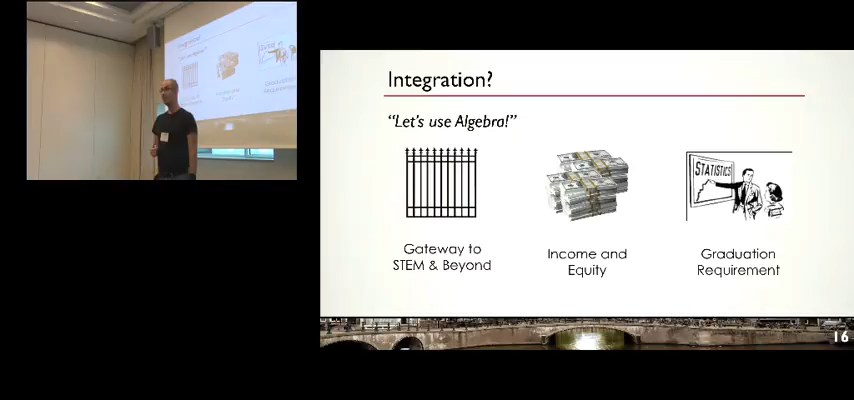 Integration?
“Let’s use Algebra!”
STATISTICS
Gateway to
STEM & Beyond
Income and
Equity
Graduation
Requirement
16